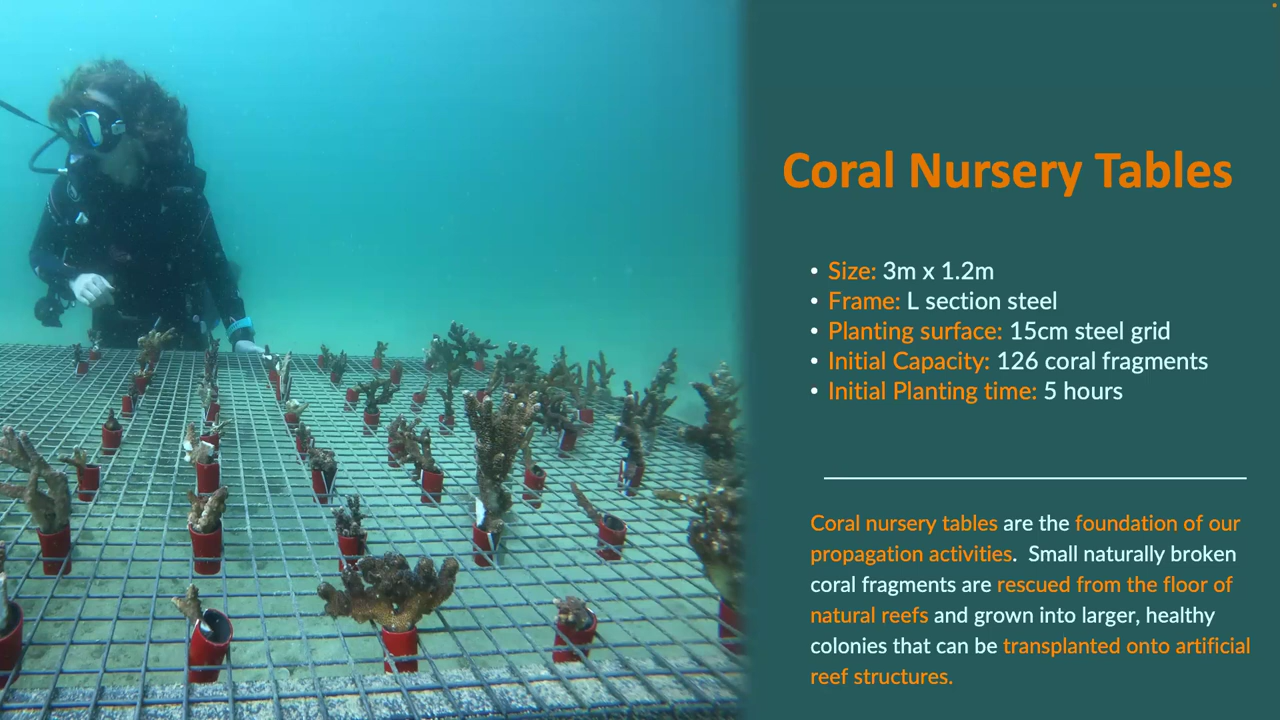 Coral Nursery Tables
• Size: 3m x 1.2m
• Frame: L section steel
• Planting surface: 15cm steel grid
• Initial Capacity: 126 coral fragments
• Initial Planting time: 5 hours
Coral nursery tables are the foundation of our
propagation activities.  Small naturally broken
coral fragments are rescued from the floor of
natural reefs and grown into larger, healthy
colonies that can be transplanted onto artificial
reef structures.